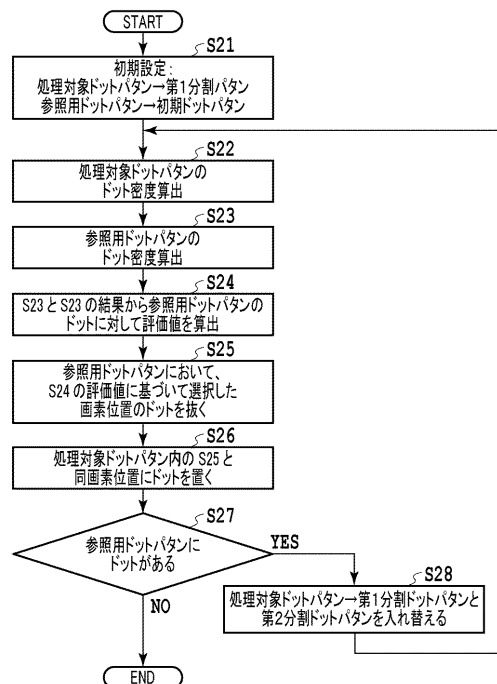 START
S21
初期設定:
処理対象ドットパタン→第1分割パタン
参照用ドットパタン→初期ドットパタン
S22
処理対象ドットパタンの
ドット密度算出
S23
参照用ドットパタンの
ドット密度算出
S24
S23とS23の結果から参照用ドットパタンの
ドットに対して評価値を算出
S25
参照用ドットパタンにおいて、
S24の評価値に基づいて選択した
画素位置のドットを抜く
S26
処理対象ドットパタン内のS25と
同画素位置にドットを置く
S27
参照用ドットパタンに
ドットがある
YES
NO
S28
処理対象ドットパタン→第1分割ドットパタンと
第2分割ドットパタンを入れ替える
END